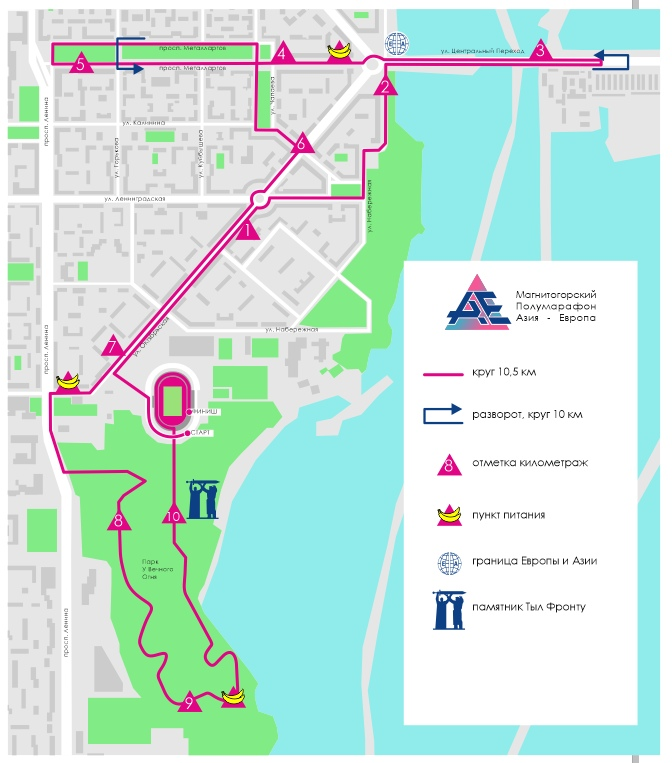 просп. Металлургов
просп. Металлургов
ул. Центральный Переход
Е
А
3
4
5
2
просп. Ленина
ул. Чапаева
ул. Калинина
6
ул. Горькова
ул. Куйбышева
ул. Ленинградская
ул. Набережная
1
ул. Набережная
7
просп. Ленина
ФИНИШ
СТАРТ
8
10
Парк
У Вечного
Огня
просп. Ленина
9
Магнитогорский
Полумарафон
Азия - Европа
круг 10,5 км
разворот, круг 10 км
8
отметка километраж
пункт питания
Е
А
граница Европы и Азии
памятник Тыл Фронту